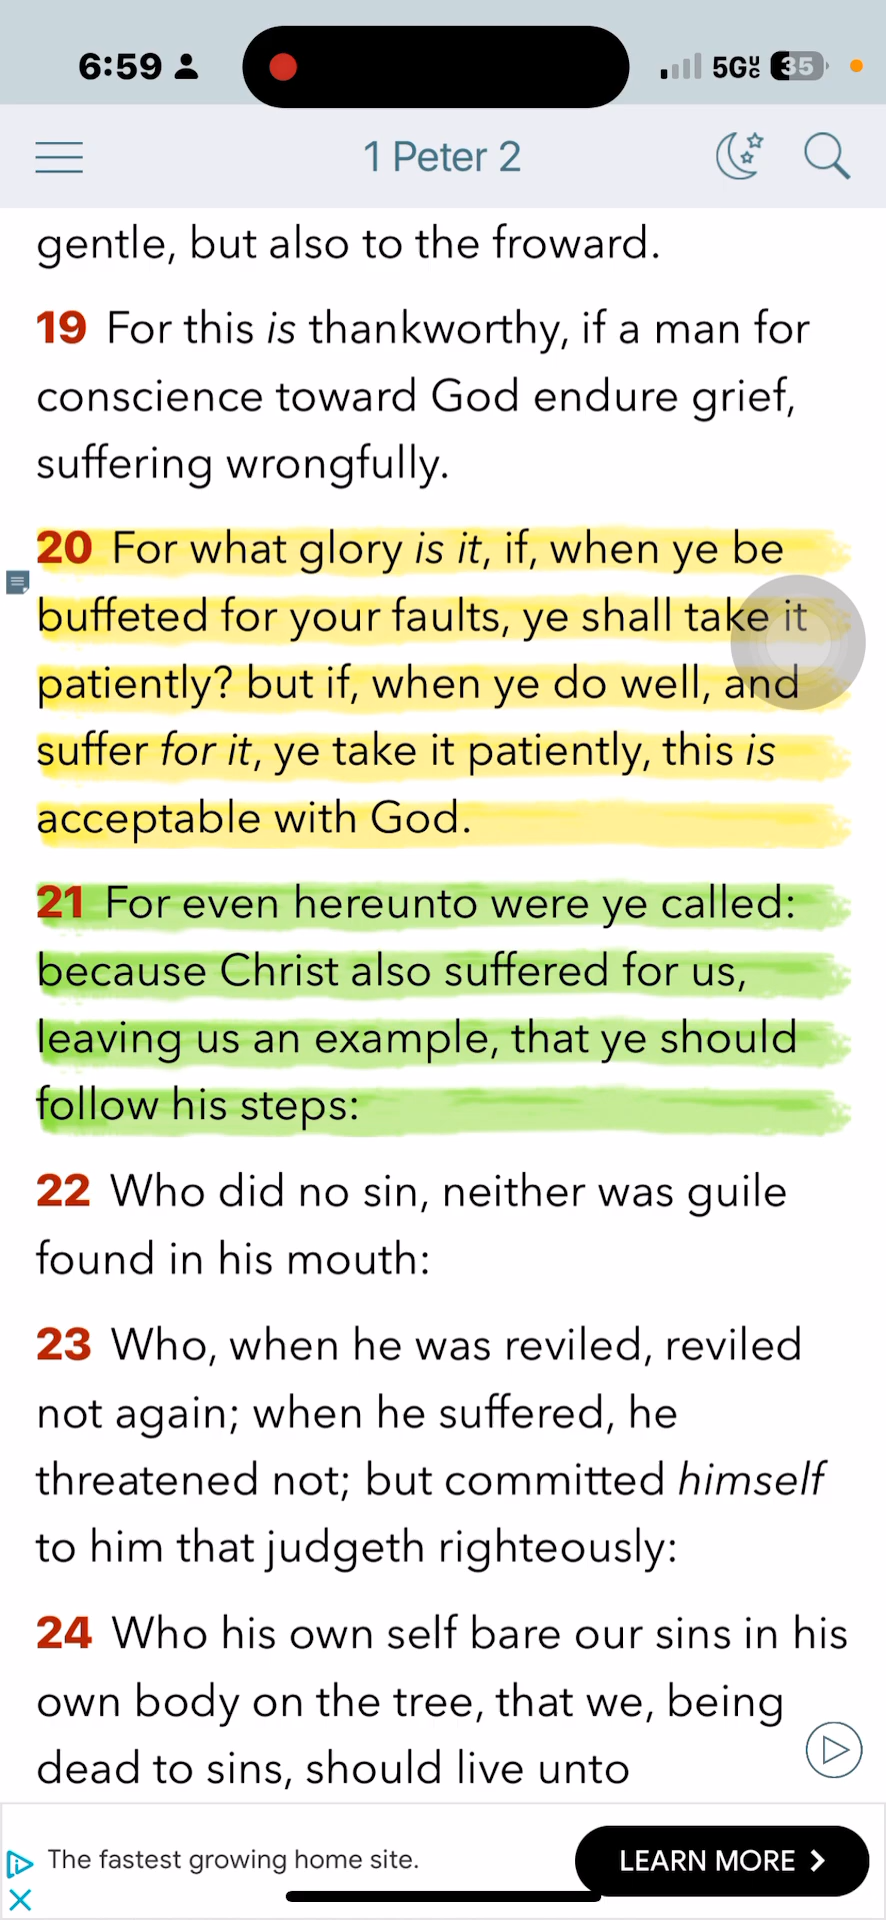 6:59
5G
35
1 Peter 2
gentle, but also to the froward.
19 For this is thankworthy, if a man for
conscience toward God endure grief,
suffering wrongfully.
20 For what glory is it, if, when ye be
buffeted for your faults, ye shall take it
patiently? but if, when ye do well, and
suffer for it, ye take it patiently, this is
acceptable with God.
21 For even hereunto were ye called:
because Christ also suffered for us,
leaving us an example, that ye should
follow his steps:
22 Who did no sin, neither was guile
found in his mouth:
23 Who, when he was reviled, reviled
not again; when he suffered, he
threatened not; but committed himself
to him that judgeth righteously:
24 Who his own self bare our sins in his
own body on the tree, that we, being
dead to sins, should live unto
The fastest growing home site.
LEARN MORE